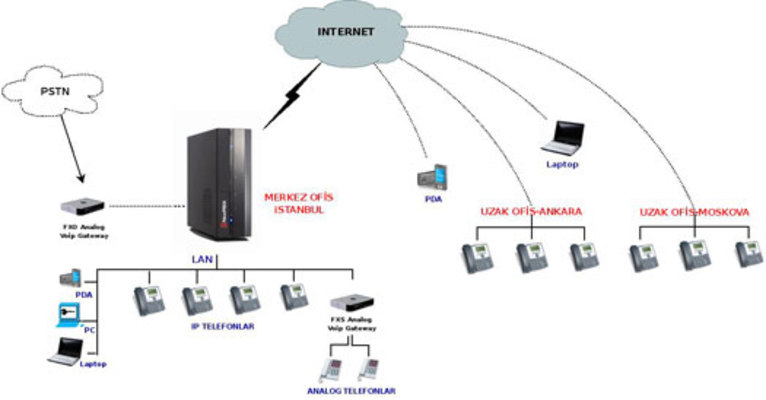 INTERNET
PSTN
Laptop
PDA
MERKEZ OFİS
iSTANBUL
UZAK OFİS-ANKARA
UZAK OFİS-MOSKOVA
FXO Analog
Voip Gateway
LAN
PDA
PC
Laptop
IP TELEFONLAR
FXS Analog
Voip Gateway
ANALOG TELEFONLAR